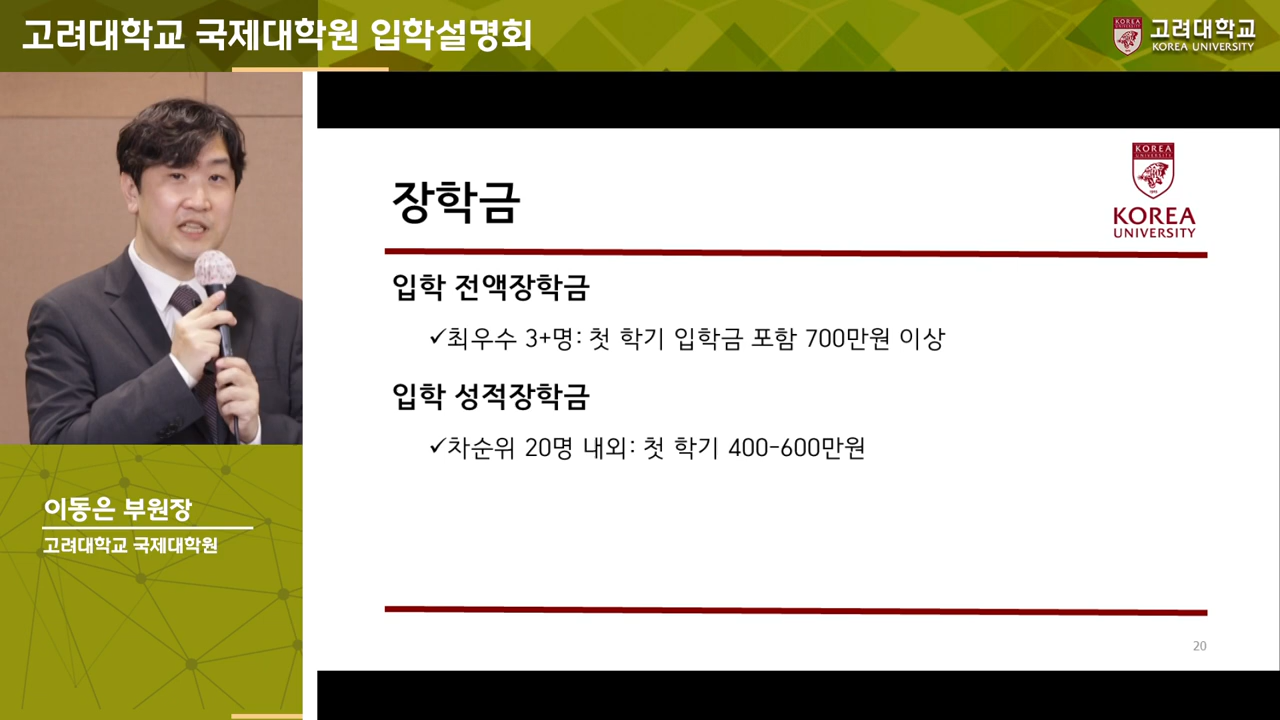 고려대학교 국제대학원 입학설명회
KOREA
UNIVERSITY
고려대학교
KOREA UNIVERSITY
KOREA
UNIVERSITY
1905
KOREA
UNIVERSITY
장학금
입학 전액장학금
✓최우수 3+명: 첫 학기 입학금 포함 700만원 이상
입학 성적장학금
✓차순위 20명 내외: 첫 학기 400-600만원
이동은 부원장
고려대학교 국제대학원
20